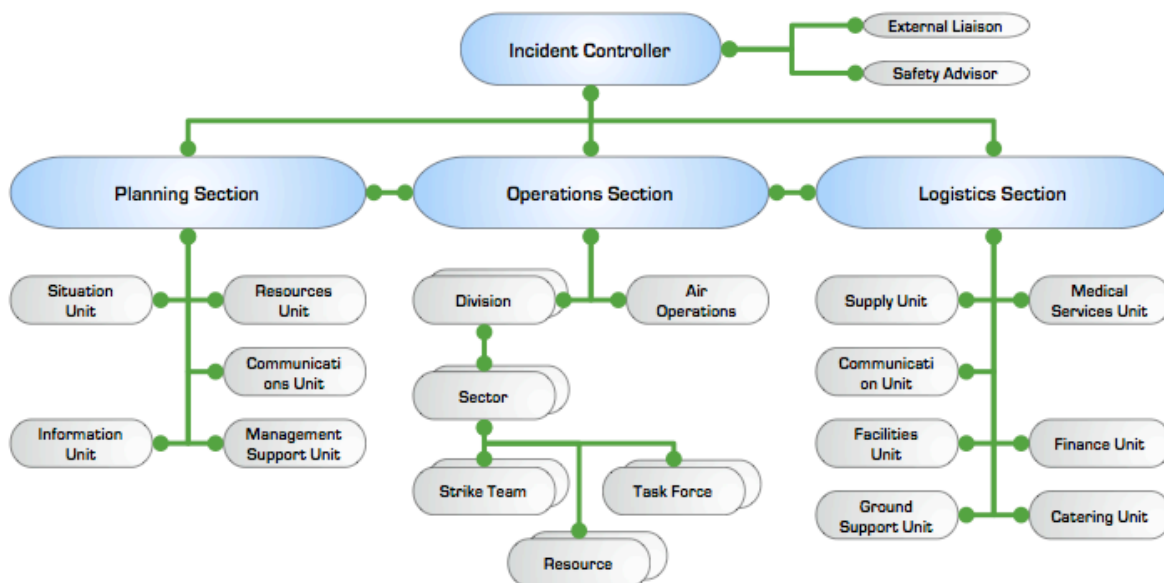 External Liaison
Incident Controller
Safety Advisor
Planning Section
Operations Section
Logistics Section
Situation
Unit
Resources
Unit
Communicati
ons Unit
Information
Unit
Management
Support Unit
Division
Air
Operations
Sector
Strike Team
Task Force
Resource
Supply Unit
Medical
Services Unit
Communicati
on Unit
Facilities
Unit
Finance Unit
Ground
Support Unit
Catering Unit